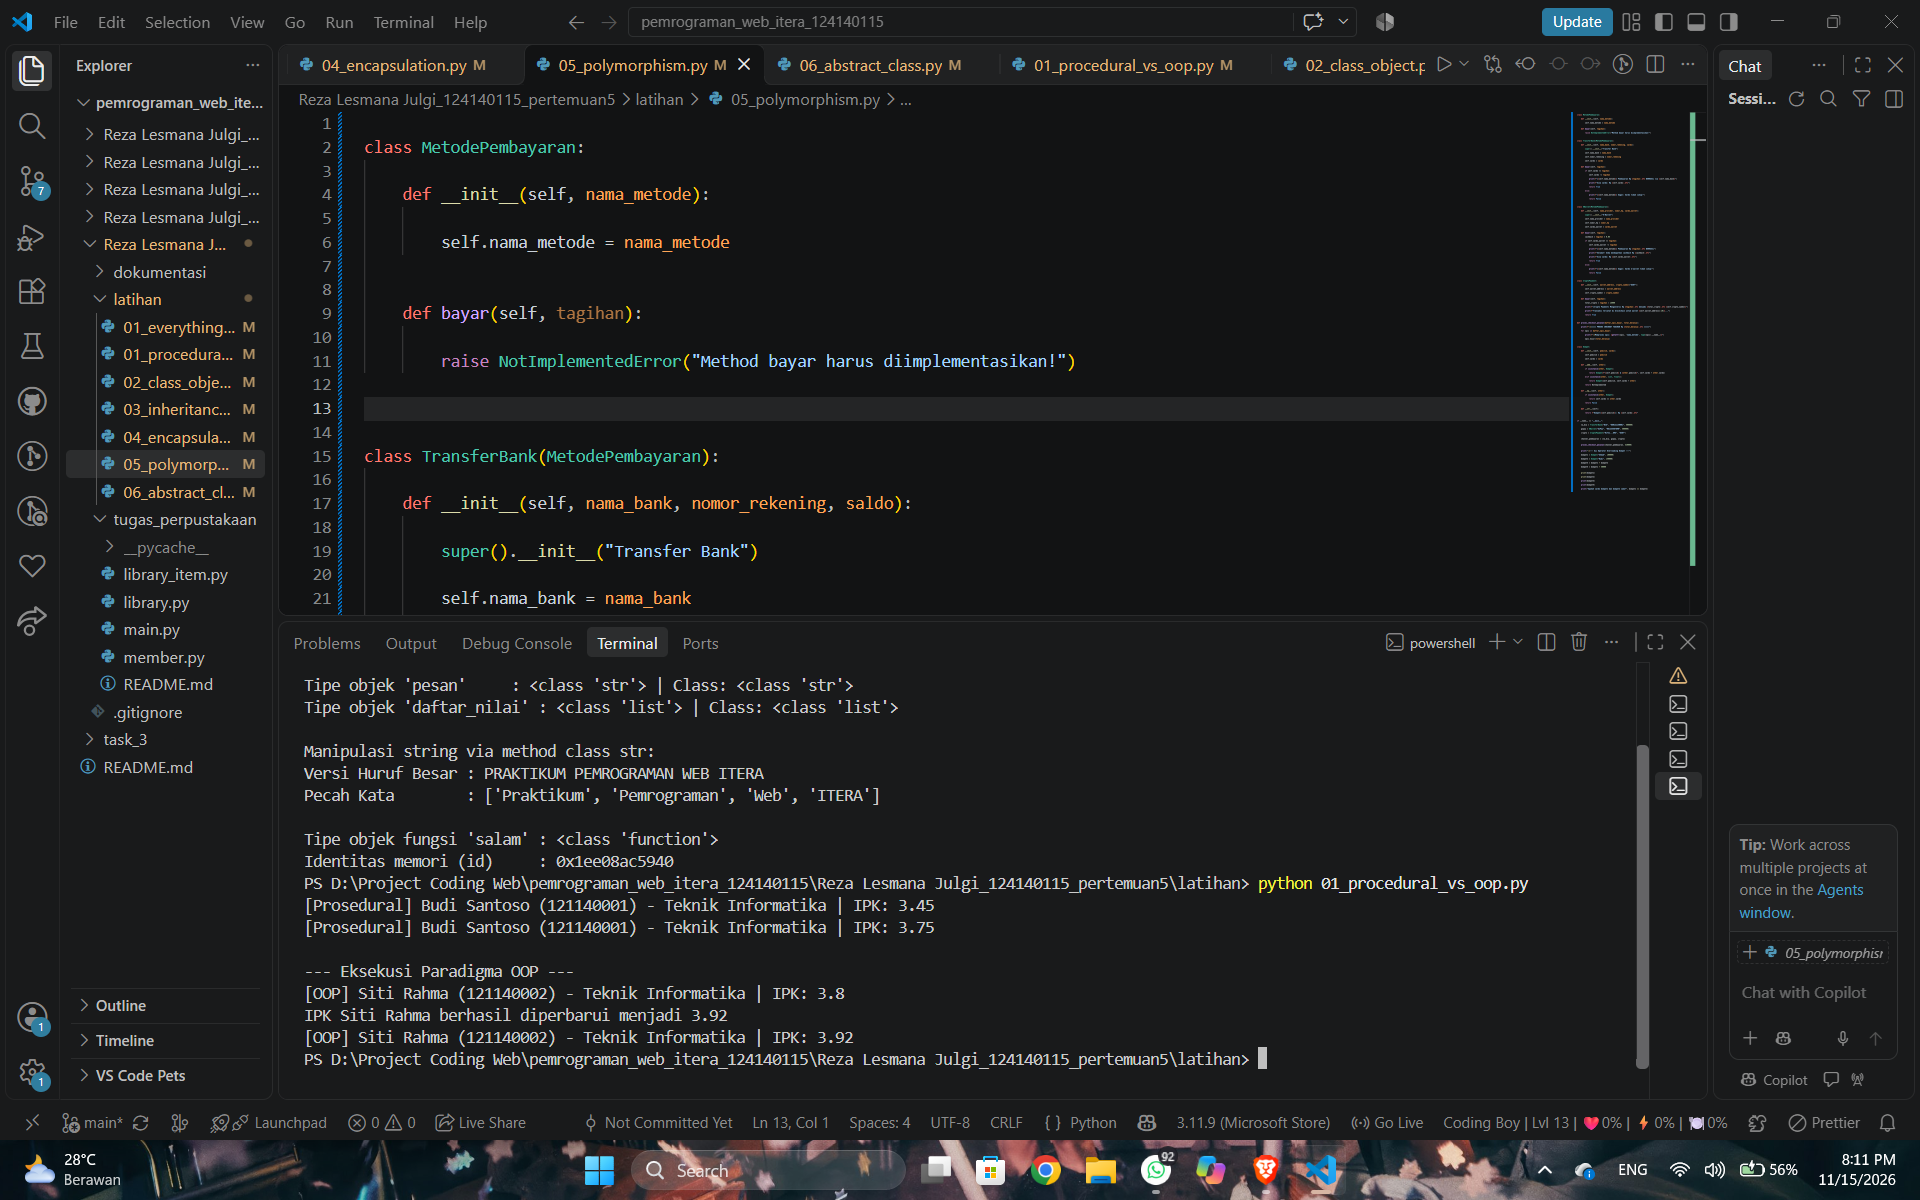 File Edit Selection View Go Run Terminal Help
pemrograman_web_itera_124140115
Update
Explorer
pemrograman_web_ite...
Reza Lesmana Julgi_...
Reza Lesmana Julgi_...
Reza Lesmana Julgi_...
Reza Lesmana Julgi_...
Reza Lesmana J...
dokumentasi
latihan
01_everything... M
01_procedura... M
02_class_obje... M
03_inheritanc... M
04_encapsula... M
05_polymorp... M
06_abstract_cl... M
tugas_perpustakaan
__pycache__
library_item.py
library.py
main.py
member.py
README.md
.gitignore
task_3
README.md
Outline
Timeline
VS Code Pets
7
1
1
04_encapsulation.py M
05_polymorphism.py M
06_abstract_class.py M
01_procedural_vs_oop.py M
02_class_object.p
Reza Lesmana Julgi_124140115_pertemuan5 > latihan > 05_polymorphism.py > ...
1
2 class MetodePembayaran:
3
4 def __init__(self, nama_metode):
5
6 self.nama_metode = nama_metode
7
8
9 def bayar(self, tagihan):
10
11 raise NotImplementedError("Method bayar harus diimplementasikan!")
12
13
14
15 class TransferBank(MetodePembayaran):
16
17 def __init__(self, nama_bank, nomor_rekening, saldo):
18
19 super().__init__("Transfer Bank")
20
21 self.nama_bank = nama_bank
Problems Output Debug Console Terminal Ports
powershell
Tipe objek 'pesan'     : <class 'str'> | Class: <class 'str'>
Tipe objek 'daftar_nilai' : <class 'list'> | Class: <class 'list'>
Manipulasi string via method class str:
Versi Huruf Besar : PRAKTIKUM PEMROGRAMAN WEB ITERA
Pecah Kata        : ['Praktikum', 'Pemrograman', 'Web', 'ITERA']
Tipe objek fungsi 'salam' : <class 'function'>
Identitas memori (id)     : 0x1ee08ac5940
PS D:\Project Coding Web\pemrograman_web_itera_124140115\Reza Lesmana Julgi_124140115_pertemuan5\latihan> python 01_procedural_vs_oop.py
[Prosedural] Budi Santoso (121140001) - Teknik Informatika | IPK: 3.45
[Prosedural] Budi Santoso (121140001) - Teknik Informatika | IPK: 3.75
--- Eksekusi Paradigma OOP ---
[OOP] Siti Rahma (121140002) - Teknik Informatika | IPK: 3.8
IPK Siti Rahma berhasil diperbarui menjadi 3.92
[OOP] Siti Rahma (121140002) - Teknik Informatika | IPK: 3.92
PS D:\Project Coding Web\pemrograman_web_itera_124140115\Reza Lesmana Julgi_124140115_pertemuan5\latihan>
Chat
Sessi...
Tip: Work across
multiple projects at
once in the Agents
window.
05_polymorphisr
Chat with Copilot
Copilot
main* Launchpad 0 0 Live Share Not Committed Yet Ln 13, Col 1 Spaces: 4 UTF-8 CRLF { } Python 3.11.9 (Microsoft Store) Go Live Coding Boy | Lvl 13 | 0% | 0% | 0% Prettier
28°C
Berawan
Search
92
ENG
56%
8:11 PM
11/15/2026